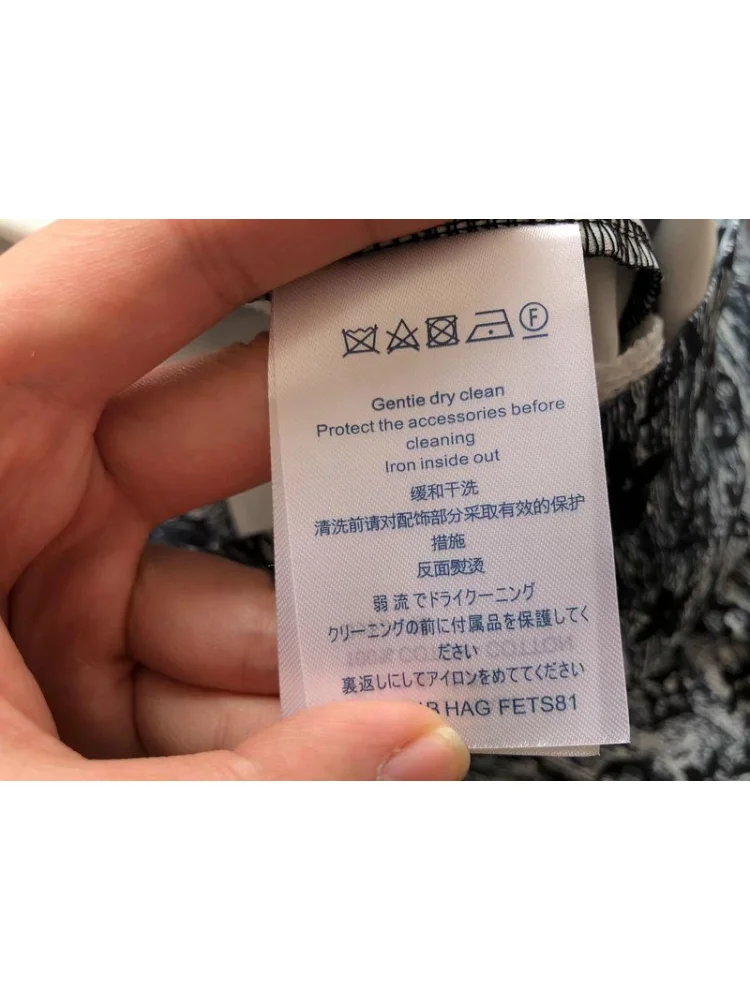 F
Gentie dry clean
Protect the accessories before
cleaning
Iron inside out
缓和干洗
清洗前请对配饰部分采取有效的保护
措施
反面熨烫
弱 流 でドライクーニング
クリーニングの前に付属品を保護してく
ださい
裏返しにしてアイロンをめててください
HAG FETS81